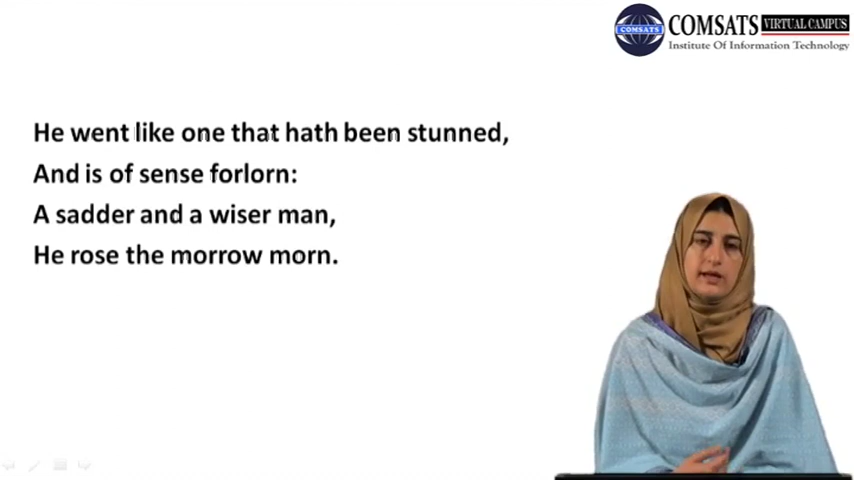 COMSATS VIRTUAL CAMPUS
Institute Of Information Technology
COMSATS
He went like one that hath been stunned,
And is of sense forlorn:
A sadder and a wiser man,
He rose the morrow morn.